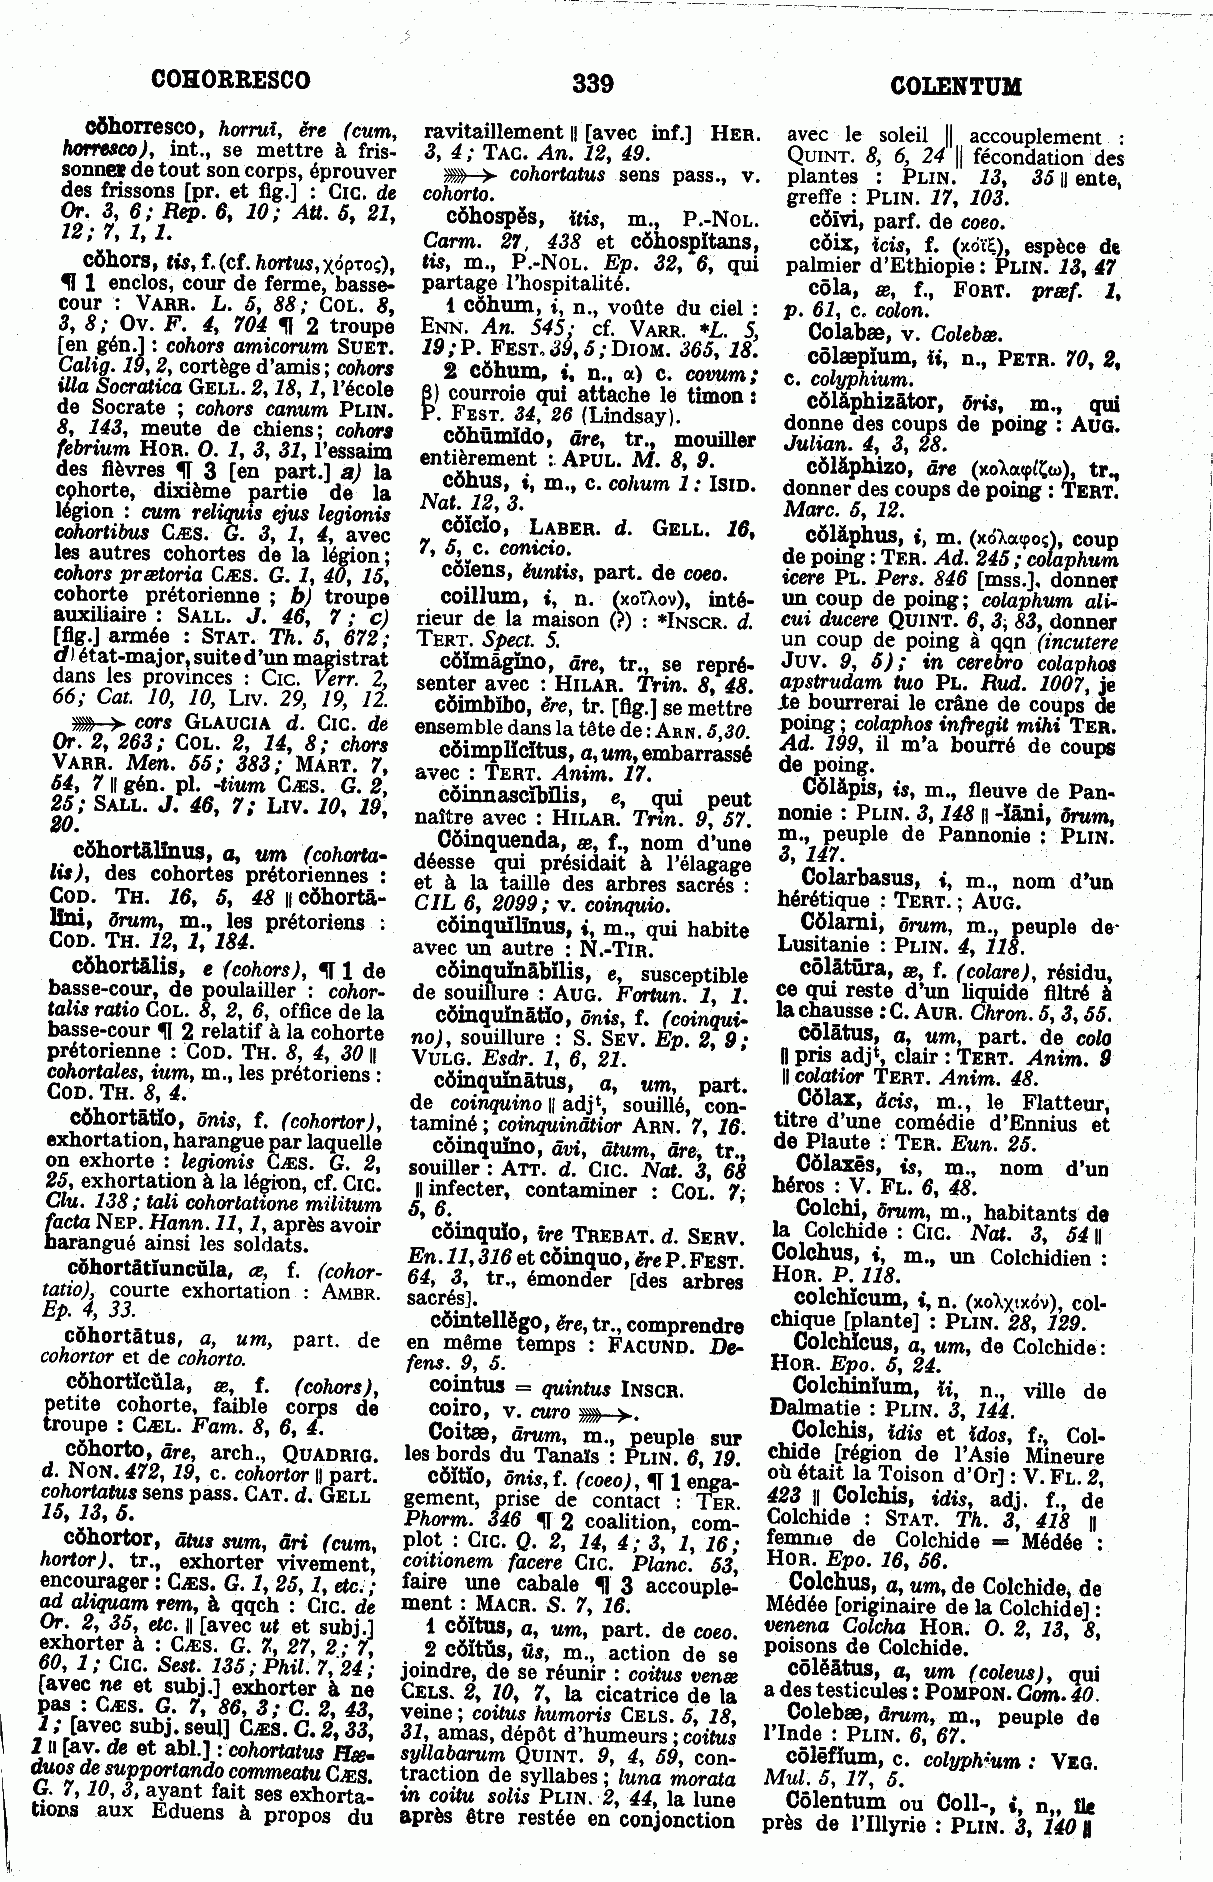 COHORRESCO
339
COLENTUM
cŏhorresco, horruī, ĕre (cum,
horresco), int., se mettre à fris-
sonner de tout son corps, éprouver
des frissons [pr. et fig.] : CIC. de
Or. 3, 6; Rep. 6, 10; Att. 5, 21,
12; 7, 1, 1.
cŏhors, tis, f. (cf. hortus, χόρτος),
¶ 1 enclos, cour de ferme, basse-
cour : VARR. L. 5, 88; COL. 8,
3, 8; OV. F. 4, 704 ¶ 2 troupe
[en gén.] : cohors amicorum SUET.
Calig. 19, 2, cortège d'amis; cohors
illa Socratica GELL. 2, 18, 1, l'école
de Socrate ; cohors canum PLIN.
8, 143, meute de chiens; cohors
febrium HOR. O. 1, 3, 31, l'essaim
des fièvres ¶ 3 [en part.] a) la
cohorte, dixième partie de la
légion : cum reliquis ejus legionis
cohortibus CÆS. G. 3, 1, 4, avec
les autres cohortes de la légion;
cohors prætoria CÆS. G. 1, 40, 15,
cohorte prétorienne ; b) troupe
auxiliaire : SALL. J. 46, 7 ; c)
[fig.] armée : STAT. Th. 5, 672;
d) état-major, suite d'un magistrat
dans les provinces : CIC. Verr. 2,
66; Cat. 10, 10, LIV. 29, 19, 12.
⟫→ cors GLAUCIA d. CIC. de
Or. 2, 263; COL. 2, 14, 8; chors
VARR. Men. 55; 383; MART. 7,
54, 7 || gén. pl. -tium CÆS. G. 2,
25; SALL. J. 46, 7; LIV. 10, 19,
20.
cŏhortālīnus, a, um (cohorta-
lis), des cohortes prétoriennes :
COD. TH. 16, 5, 48 || cŏhortā-
līni, ōrum, m., les prétoriens :
COD. TH. 12, 1, 184.
cŏhortālis, e (cohors), ¶ 1 de
basse-cour, de poulailler : cohor-
talis ratio COL. 8, 2, 6, office de la
basse-cour ¶ 2 relatif à la cohorte
prétorienne : COD. TH. 8, 4, 30 ||
cohortales, ium, m., les prétoriens :
COD. TH. 8, 4.
cŏhortātĭo, ōnis, f. (cohortor),
exhortation, harangue par laquelle
on exhorte : legionis CÆS. G. 2,
25, exhortation à la légion, cf. CIC.
Clu. 138; tali cohortatione militum
facta NEP. Hann. 11, 1, après avoir
harangué ainsi les soldats.
cŏhortātĭuncŭla, æ, f. (cohor-
tatio), courte exhortation : AMBR.
Ep. 4, 33.
cŏhortātus, a, um, part. de
cohortor et de cohorto.
cŏhortĭcŭla, æ, f. (cohors),
petite cohorte, faible corps de
troupe : CÆL. Fam. 8, 6, 4.
cŏhorto, āre, arch., QUADRIG.
d. NON. 472, 19, c. cohortor || part.
cohortatus sens pass. CAT. d. GELL
15, 13, 5.
cŏhortor, ātus sum, āri (cum,
hortor), tr., exhorter vivement,
encourager : CÆS. G. 1, 25, 1, etc.;
ad aliquam rem, à qqch : CIC. de
Or. 2, 35, etc. || [avec ut et subj.]
exhorter à : CÆS. G. 7, 27, 2; 7,
60, 1; CIC. Sest. 135; Phil. 7, 24;
[avec ne et subj.] exhorter à ne
pas : CÆS. G. 7, 86, 3; C. 2, 43,
1; [avec subj. seul] CÆS. C. 2, 33,
1 || [av. de et abl.] : cohortatus Hæ-
duos de supportando commeatu CÆS.
G. 7, 10, 3, ayant fait ses exhorta-
tions aux Eduens à propos du
ravitaillement || [avec inf.] HER.
3, 4; TAC. An. 12, 49.
⟫→ cohortatus sens pass., v.
cohorto.
cŏhospĕs, ĭtis, m., P.-NOL.
Carm. 27, 438 et cŏhospĭtans,
tis, m., P.-NOL. Ep. 32, 6, qui
partage l'hospitalité.
1 cŏhum, i, n., voûte du ciel :
ENN. An. 545; cf. VARR. *L. 5,
19; P. FEST. 39, 5; DIOM. 365, 18.
2 cŏhum, i, n., α) c. covum;
β) courroie qui attache le timon :
P. FEST. 34, 26 (Lindsay).
cŏhūmĭdo, āre, tr., mouiller
entièrement : APUL. M. 8, 9.
cŏhus, i, m., c. cohum 1 : ISID.
Nat. 12, 3.
cŏĭcĭo, LABER. d. GELL. 16,
7, 5, c. conicio.
cŏĭens, ĕuntis, part. de coeo.
coillum, i, n. (κοῖλον), inté-
rieur de la maison (?) : *INSCR. d.
TERT. Spect. 5.
cŏĭmāgĭno, āre, tr., se repré-
senter avec : HILAR. Trin. 8, 48.
cŏimbĭbo, ĕre, tr. [fig.] se mettre
ensemble dans la tête de : ARN. 5, 30.
cŏimplĭcĭtus, a, um, embarrassé
avec : TERT. Anim. 17.
cŏinnascĭbĭlis, e, qui peut
naître avec : HILAR. Trin. 9, 57.
Cŏinquenda, æ, f., nom d'une
déesse qui présidait à l'élagage
et à la taille des arbres sacrés :
CIL 6, 2099; v. coinquio.
cŏinquĭlīnus, i, m., qui habite
avec un autre : N.-TIR.
cŏinquĭnābĭlis, e, susceptible
de souillure : AUG. Fortun. 1, 1.
cŏinquĭnātĭo, ōnis, f. (coinqui-
no), souillure : S. SEV. Ep. 2, 9;
VULG. Esdr. 1, 6, 21.
cŏinquĭnātus, a, um, part.
de coinquino || adjᵗ, souillé, con-
taminé; coinquinātior ARN. 7, 16.
cŏinquĭno, āvi, ātum, āre, tr.,
souiller : ATT. d. CIC. Nat. 3, 68
|| infecter, contaminer : COL. 7,
5, 6.
cŏinquĭo, īre TREBAT. d. SERV.
En. 11, 316 et cŏinquo, ĕre P. FEST.
64, 3, tr., émonder [des arbres
sacrés].
cŏintellĕgo, ĕre, tr., comprendre
en même temps : FACUND. De-
fens. 9, 5.
cointus = quintus INSCR.
coiro, v. curo ⟫→.
Coitæ, ārum, m., peuple sur
les bords du Tanaïs : PLIN. 6, 19.
cŏĭtĭo, ōnis, f. (coeo), ¶ 1 enga-
gement, prise de contact : TER.
Phorm. 346 ¶ 2 coalition, com-
plot : CIC. Q. 2, 14, 4; 3, 1, 16;
coitionem facere CIC. Planc. 53,
faire une cabale ¶ 3 accouple-
ment : MACR. S. 7, 16.
1 cŏĭtus, a, um, part. de coeo.
2 cŏĭtŭs, ūs, m., action de se
joindre, de se réunir : coitus venæ
CELS. 2, 10, 7, la cicatrice de la
veine; coitus humoris CELS. 5, 18,
31, amas, dépôt d'humeurs; coitus
syllabarum QUINT. 9, 4, 59, con-
traction de syllabes; luna morata
in coitu solis PLIN. 2, 44, la lune
après être restée en conjonction
avec le soleil || accouplement :
QUINT. 8, 6, 24 || fécondation des
plantes : PLIN. 13, 35 || ente,
greffe : PLIN. 17, 103.
cŏīvi, parf. de coeo.
cŏix, icis, f. (κόϊξ), espèce de
palmier d'Ethiopie : PLIN. 13, 47
cōla, æ, f., FORT. præf. 1,
p. 61, c. colon.
Colabæ, v. Colebæ.
cōlæpĭum, ii, n., PETR. 70, 2,
c. colyphium.
cŏlăphizātor, ōris, m., qui
donne des coups de poing : AUG.
Julian. 4, 3, 28.
cŏlăphizo, āre (κολαφίζω), tr.,
donner des coups de poing : TERT.
Marc. 5, 12.
cŏlăphus, i, m. (κόλαφος), coup
de poing : TER. Ad. 245; colaphum
icere PL. Pers. 846 [mss.], donner
un coup de poing; colaphum ali-
cui ducere QUINT. 6, 3, 83, donner
un coup de poing à qqn (incutere
JUV. 9, 5); in cerebro colaphos
apstrudam tuo PL. Rud. 1007, je
te bourrerai le crâne de coups de
poing; colaphos infregit mihi TER.
Ad. 199, il m'a bourré de coups
de poing.
Cŏlăpis, is, m., fleuve de Pan-
nonie : PLIN. 3, 148 || -ĭāni, ōrum,
m., peuple de Pannonie : PLIN.
3, 147.
Colarbasus, i, m., nom d'un
hérétique : TERT.; AUG.
Cŏlarni, ōrum, m., peuple de
Lusitanie : PLIN. 4, 118.
cōlātūra, æ, f. (colare), résidu,
ce qui reste d'un liquide filtré à
la chausse : C. AUR. Chron. 5, 3, 55.
cōlātus, a, um, part. de colo
|| pris adjᵗ, clair : TERT. Anim. 9
|| colatior TERT. Anim. 48.
Cŏlax, ăcis, m., le Flatteur,
titre d'une comédie d'Ennius et
de Plaute : TER. Eun. 25.
Cŏlaxēs, is, m., nom d'un
héros : V. FL. 6, 48.
Colchi, ōrum, m., habitants de
la Colchide : CIC. Nat. 3, 54 ||
Colchus, i, m., un Colchidien :
HOR. P. 118.
colchĭcum, i, n. (κολχικόν), col-
chique [plante] : PLIN. 28, 129.
Colchĭcus, a, um, de Colchide :
HOR. Epo. 5, 24.
Colchinĭum, ĭi, n., ville de
Dalmatie : PLIN. 3, 144.
Colchis, ĭdis et ĭdos, f., Col-
chide [région de l'Asie Mineure
où était la Toison d'Or] : V. FL. 2,
423 || Colchis, idis, adj. f., de
Colchide : STAT. Th. 3, 418 ||
femme de Colchide = Médée :
HOR. Epo. 16, 56.
Colchus, a, um, de Colchide, de
Médée [originaire de la Colchide] :
venena Colcha HOR. O. 2, 13, 8,
poisons de Colchide.
cōlēātus, a, um (coleus), qui
a des testicules : POMPON. Com. 40.
Colebæ, ārum, m., peuple de
l'Inde : PLIN. 6, 67.
cōlēfĭum, c. colyphium : VEG.
Mul. 5, 17, 5.
Cōlentum ou Coll-, i, n., île
près de l'Illyrie : PLIN. 3, 140 ||